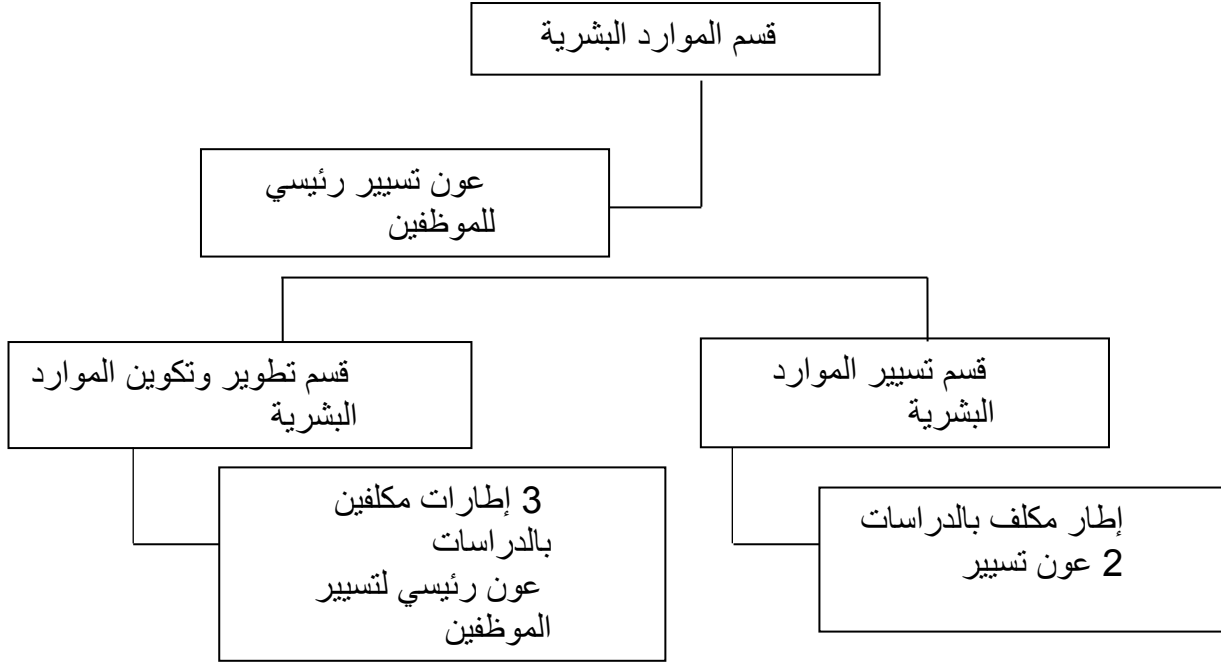 قسم الموارد البشرية
عون تسيير رئيسي
للموظفين
قسم تسيير الموارد
البشرية
قسم تطوير وتكوين الموارد
البشرية
إطار مكلف بالدراسات
2 عون تسيير
3 إطارات مكلفين
بالدراسات
عون رئيسي لتسيير
الموظفين